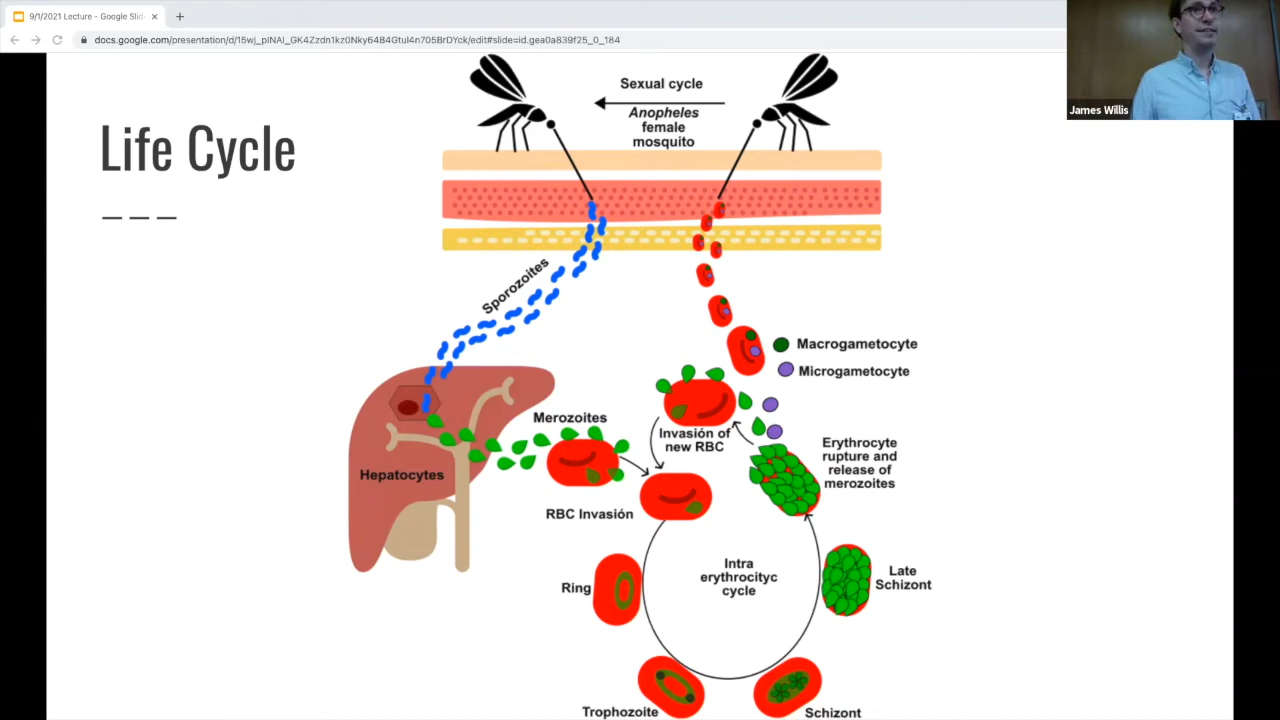 9/1/2021 Lecture - Google Slid
docs.google.com/presentation/d/15wj_pINAI_GK4Zzdn1kz0Nky64B4Gtul4n705BrDYck/edit#slide=id.gea0a839f25_0_184
James Willis
Life Cycle
Sexual cycle
Anopheles
female
mosquito
Sporozoites
Macrogametocyte
Microgametocyte
Merozoites
Invasión of
new RBC
Erythrocyte
rupture and
release of
merozoites
Hepatocytes
RBC Invasión
Intra
erythrocityc
cycle
Ring
Late
Schizont
Trophozoite
Schizont